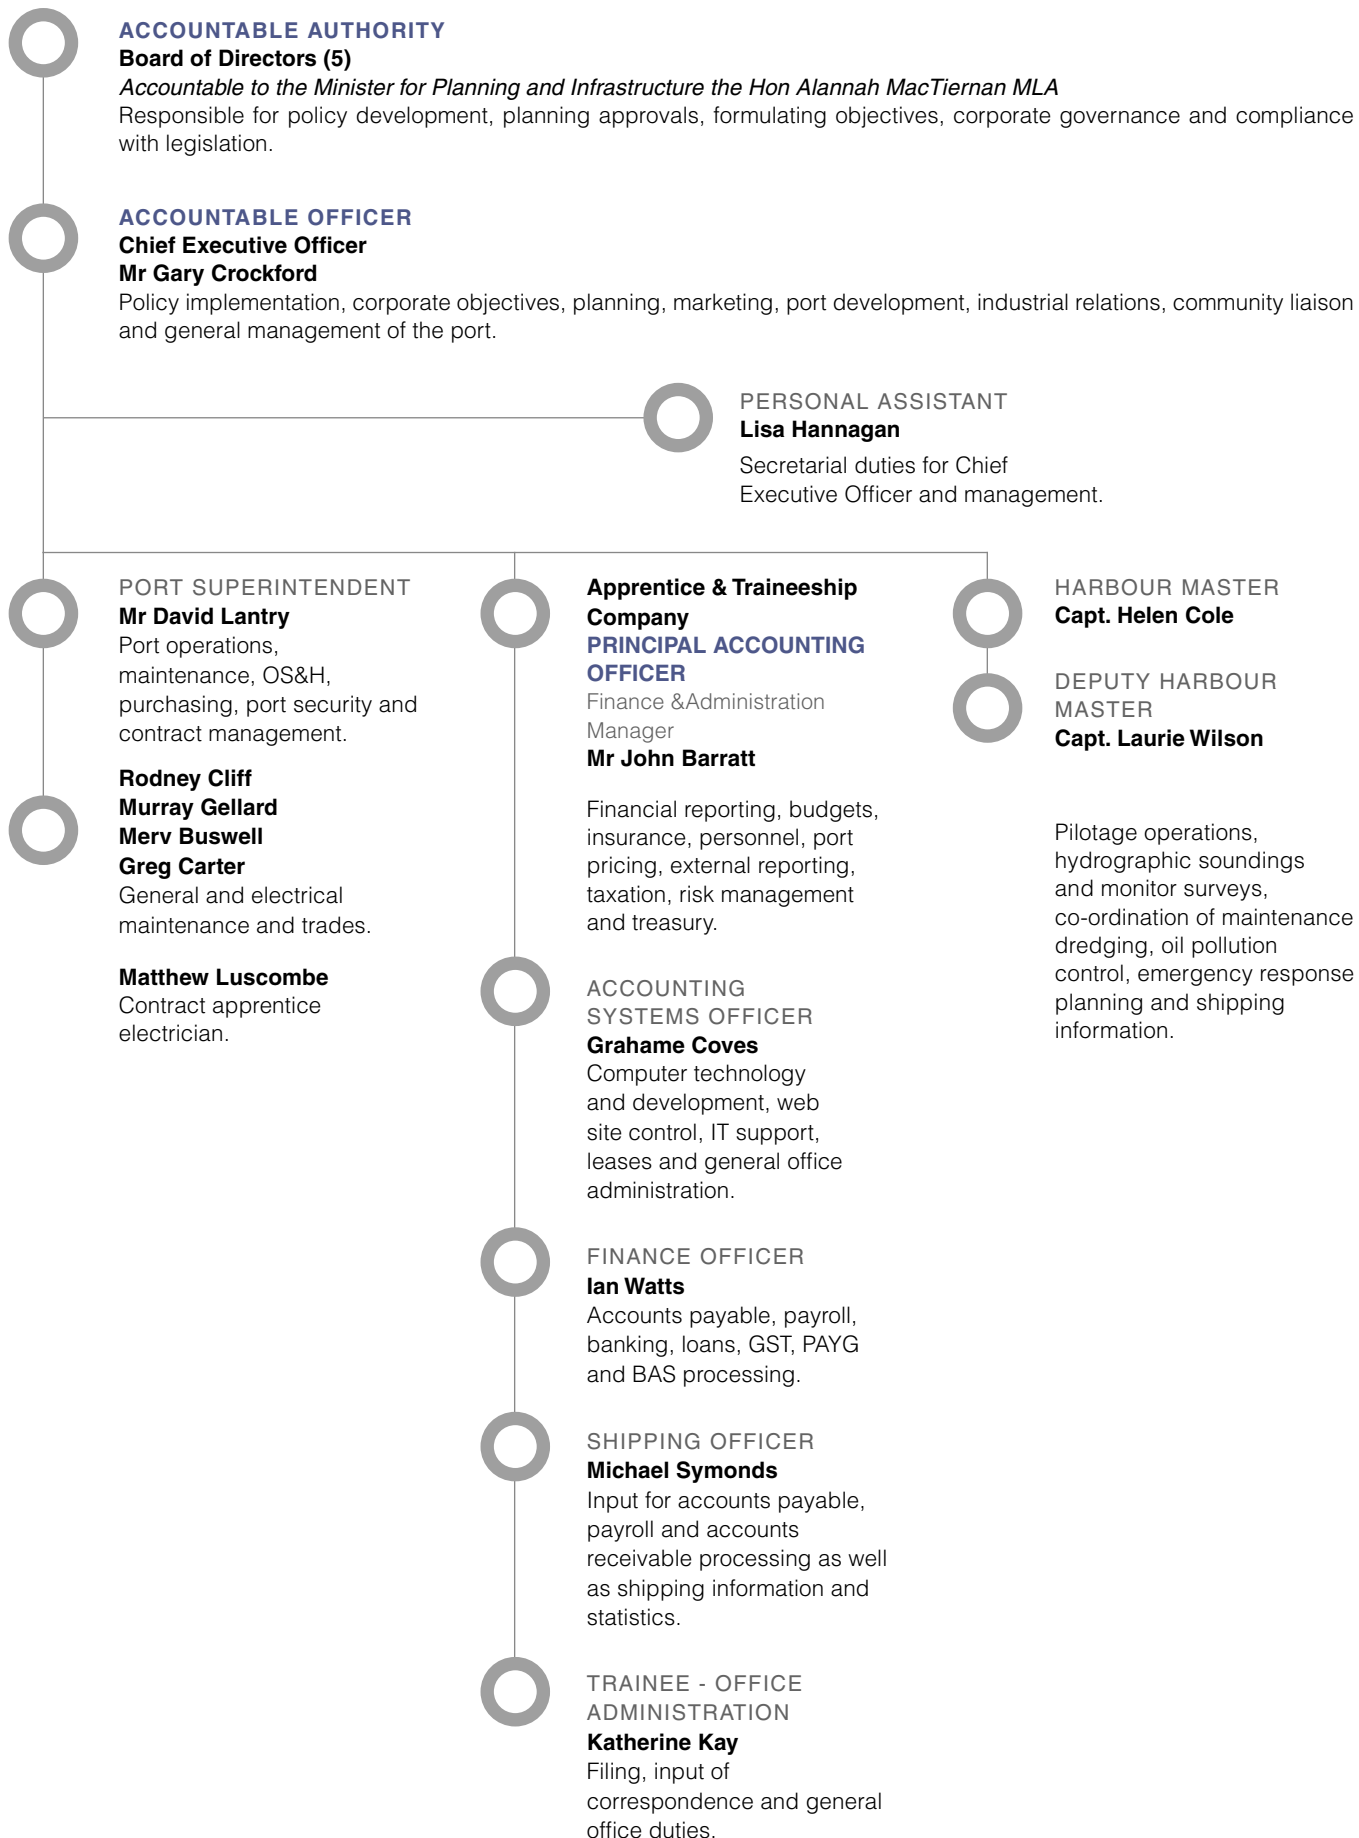 ACCOUNTABLE AUTHORITY
Board of Directors (5)
Accountable to the Minister for Planning and Infrastructure the Hon Alannah MacTiernan MLA
Responsible for policy development, planning approvals, formulating objectives, corporate governance and compliance
with legislation.
ACCOUNTABLE OFFICER
Chief Executive Officer
Mr Gary Crockford
Policy implementation, corporate objectives, planning, marketing, port development, industrial relations, community liaison
and general management of the port.
PERSONAL ASSISTANT
Lisa Hannagan
Secretarial duties for Chief
Executive Officer and management.
PORT SUPERINTENDENT
Mr David Lantry
Port operations,
maintenance, OS&H,
purchasing, port security and
contract management.
Rodney Cliff
Murray Gellard
Merv Buswell
Greg Carter
General and electrical
maintenance and trades.
Matthew Luscombe
Contract apprentice
electrician.
Apprentice & Traineeship
Company
PRINCIPAL ACCOUNTING
OFFICER
Finance &Administration
Manager
Mr John Barratt
Financial reporting, budgets,
insurance, personnel, port
pricing, external reporting,
taxation, risk management
and treasury.
ACCOUNTING
SYSTEMS OFFICER
Grahame Coves
Computer technology
and development, web
site control, IT support,
leases and general office
administration.
FINANCE OFFICER
Ian Watts
Accounts payable, payroll,
banking, loans, GST, PAYG
and BAS processing.
SHIPPING OFFICER
Michael Symonds
Input for accounts payable,
payroll and accounts
receivable processing as well
as shipping information and
statistics.
TRAINEE - OFFICE
ADMINISTRATION
Katherine Kay
Filing, input of
correspondence and general
office duties.
HARBOUR MASTER
Capt. Helen Cole
DEPUTY HARBOUR
MASTER
Capt. Laurie Wilson
Pilotage operations,
hydrographic soundings
and monitor surveys,
co-ordination of maintenance
dredging, oil pollution
control, emergency response
planning and shipping
information.